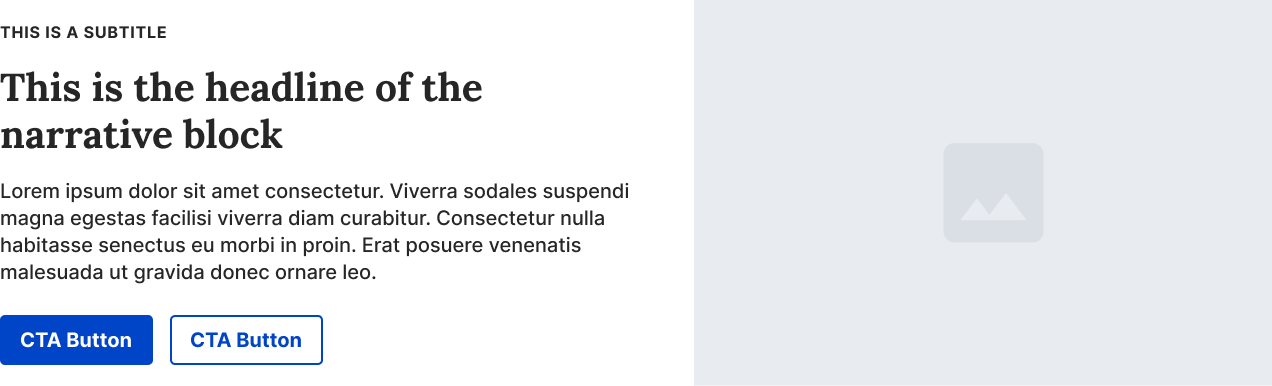 THIS IS A SUBTITLE
This is the headline of the
narrative block
Lorem ipsum dolor sit amet consectetur. Viverra sodales suspendi
magna egestas facilisi viverra diam curabitur. Consectetur nulla
habitasse senectus eu morbi in proin. Erat posuere venenatis
malesuada ut gravida donec ornare leo.
CTA Button
CTA Button